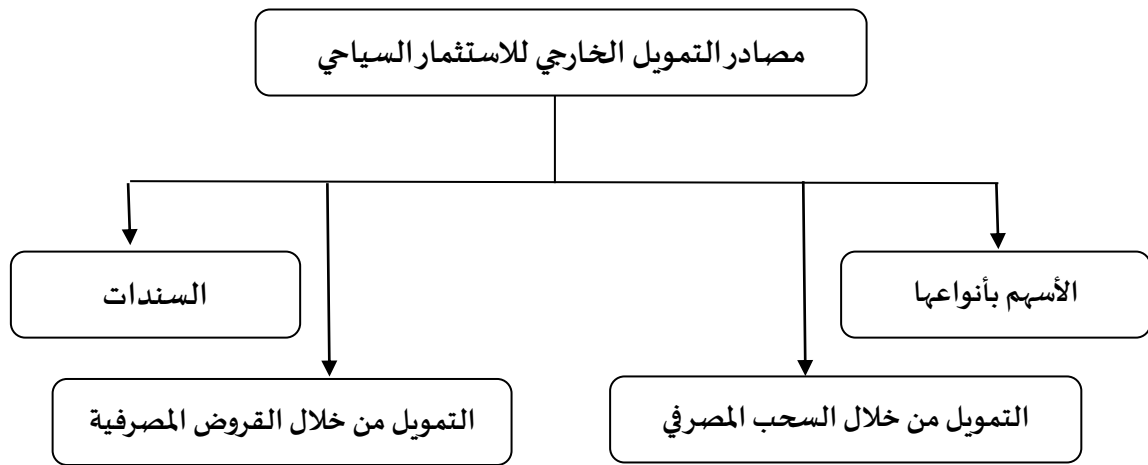 مصادر التمويل الخارجي للاستثمار السياحي
الأسهم بأنواعها
السندات
التمويل من خلال السحب المصرفي
التمويل من خلال القروض المصرفية